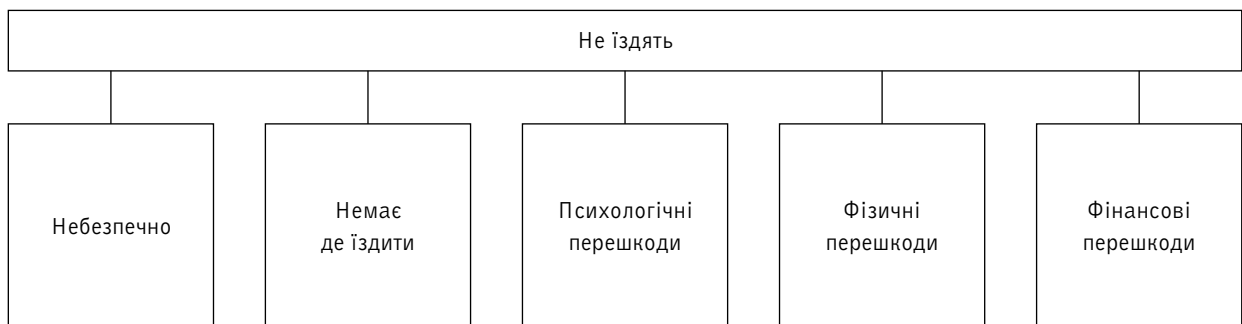 Не їздять
Небезпечно
Немає
де їздити
Психологічні
перешкоди
Фізичні
перешкоди
Фінансові
перешкоди